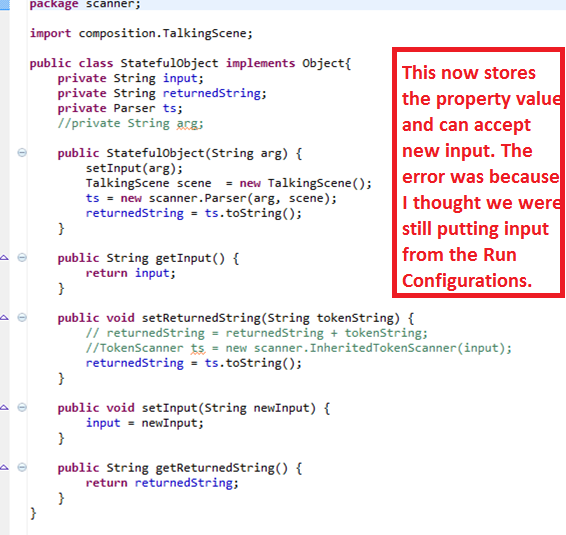 package scanner;
import composition.TalkingScene;
public class StatefulObject implements Object{
private String input;
private String returnedString;
private Parser ts;
//private String arg;
public StatefulObject(String arg) {
setInput(arg);
TalkingScene scene  = new TalkingScene();
ts = new scanner.Parser(arg, scene);
returnedString = ts.toString();
}
public String getInput() {
return input;
}
public void setReturnedString(String tokenString) {
// returnedString = returnedString + tokenString;
//TokenScanner ts = new scanner.InheritedTokenScanner(input);
returnedString = ts.toString();
}
public void setInput(String newInput) {
input = newInput;
}
public String getReturnedString() {
return returnedString;
}
}
This now stores
the property value
and can accept
new input. The
error was because
I thought we were
still putting input
from the Run
Configurations.